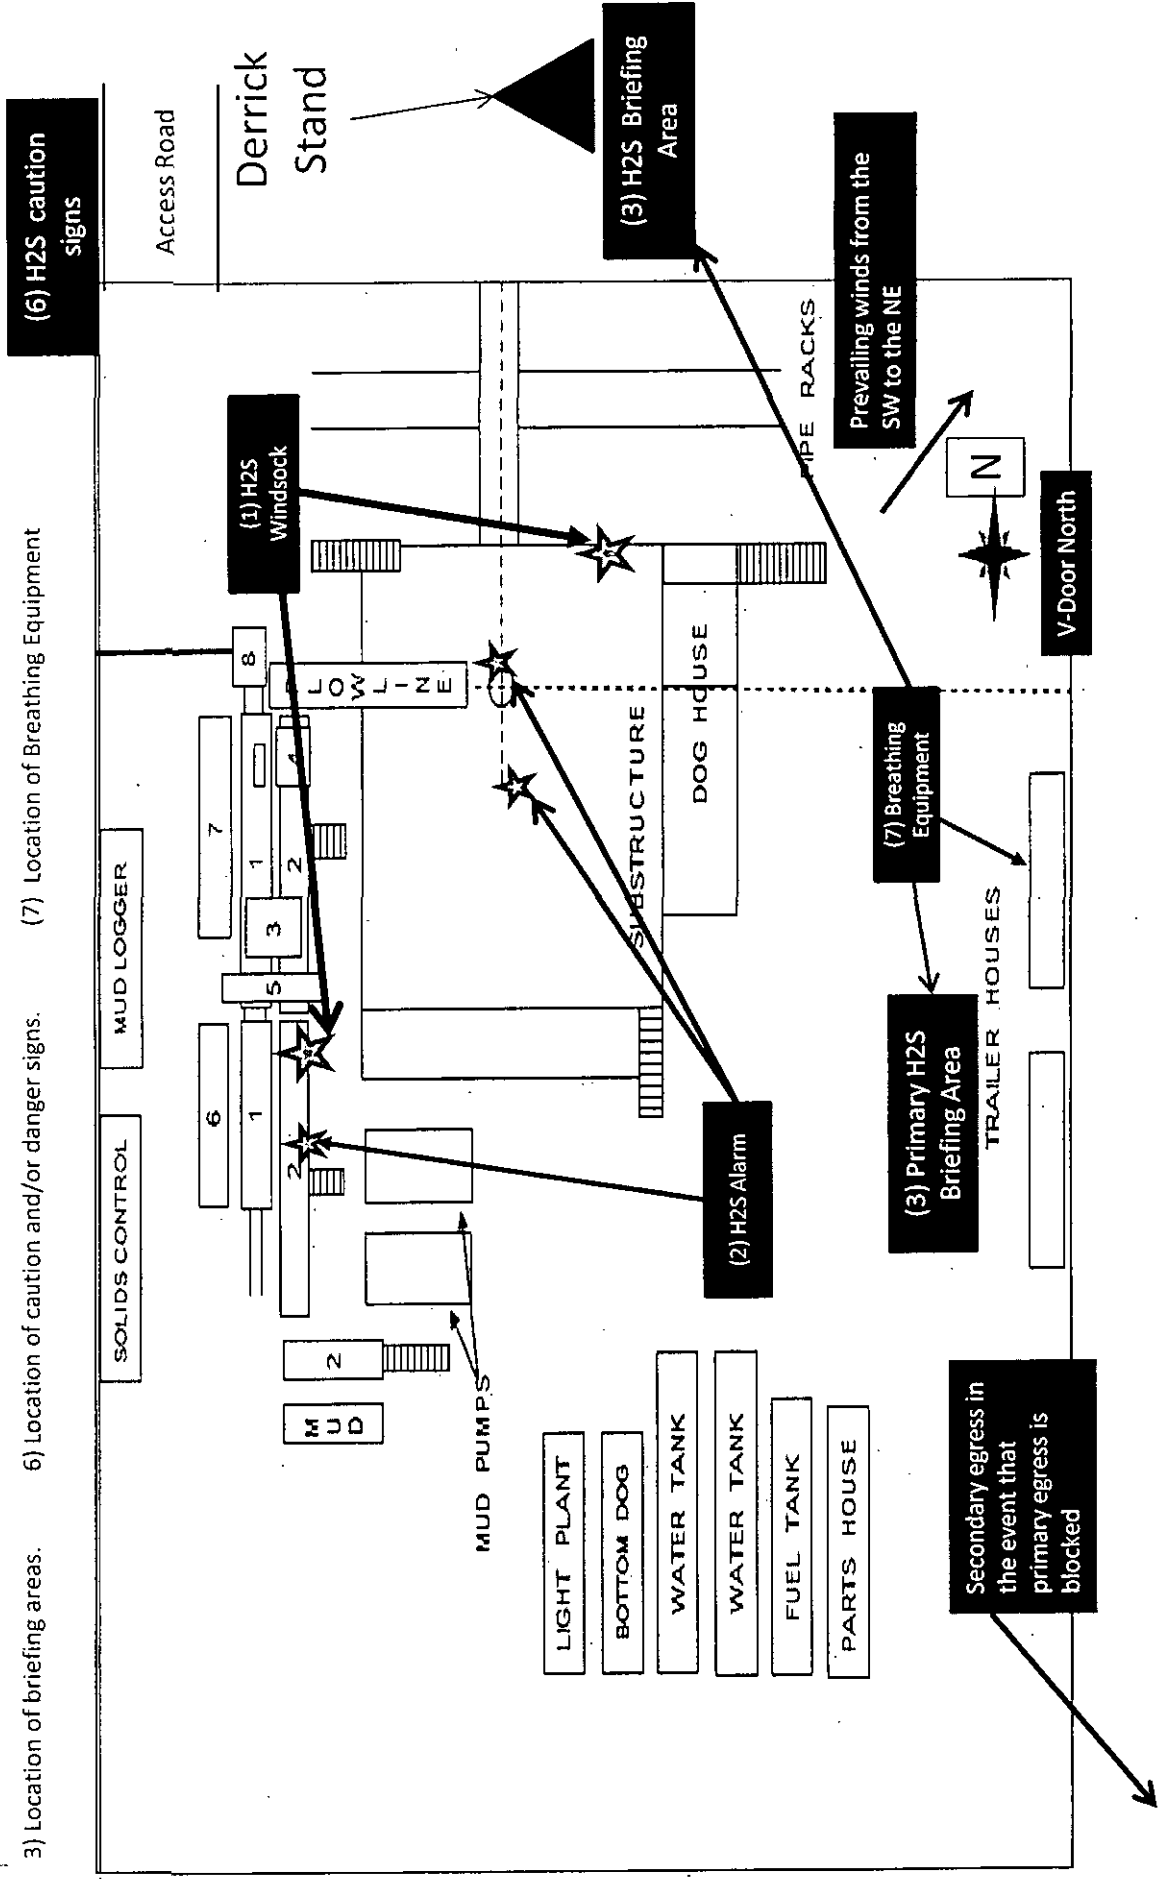 3) Location of briefing areas.
6) Location of caution and/or danger signs.
(7) Location of Breathing Equipment
(6) H2S caution
signs
Access Road
Derrick
Stand
(3) H2S Briefing
Area
SOLIDS CONTROL
MUD LOGGER
(1) H2S
Windsock
6
7
1
5
3
1
8
2
2
4
2
MUD
LOWLINE
MUD PUMPS
SUBSTRUCTURE
DOG HOUSE
PIPE RACKS
Prevailing winds from the
SW to the NE
N
V-Door North
LIGHT PLANT
BOTTOM DOG
WATER TANK
WATER TANK
FUEL TANK
PARTS HOUSE
(2) H2S Alarm
(7) Breathing
Equipment
(3) Primary H2S
Briefing Area
TRAILER HOUSES
Secondary egress in
the event that
primary egress is
blocked